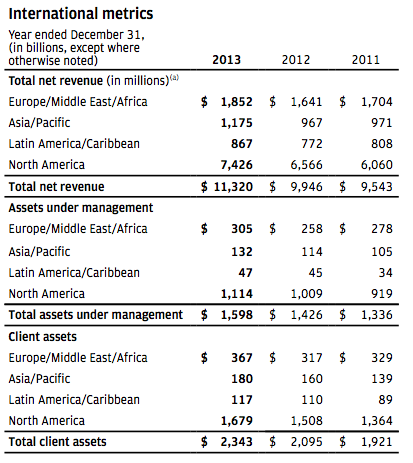 International metrics
Year ended December 31,
(in billions, except where
otherwise noted) 2013 2012 2011
Total net revenue (in millions)(a)
Europe/Middle East/Africa $ 1,852 $ 1,641 $ 1,704
Asia/Pacific 1,175 967 971
Latin America/Caribbean 867 772 808
North America 7,426 6,566 6,060
Total net revenue $ 11,320 $ 9,946 $ 9,543
Assets under management
Europe/Middle East/Africa $ 305 $ 258 $ 278
Asia/Pacific 132 114 105
Latin America/Caribbean 47 45 34
North America 1,114 1,009 919
Total assets under management $ 1,598 $ 1,426 $ 1,336
Client assets
Europe/Middle East/Africa $ 367 $ 317 $ 329
Asia/Pacific 180 160 139
Latin America/Caribbean 117 110 89
North America 1,679 1,508 1,364
Total client assets $ 2,343 $ 2,095 $ 1,921